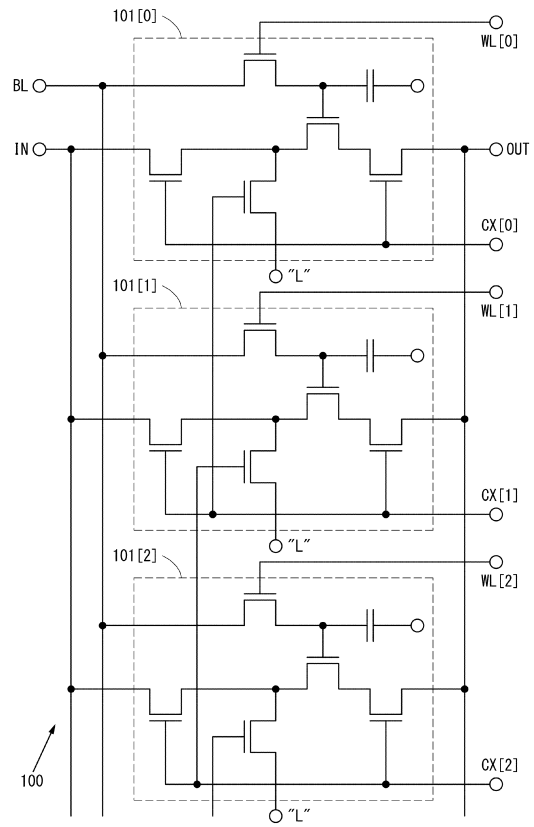 101[0]
WL[0]
BL
IN
OUT
CX[0]
"L"
101[1]
WL[1]
CX[1]
"L"
101[2]
WL[2]
CX[2]
100
"L"